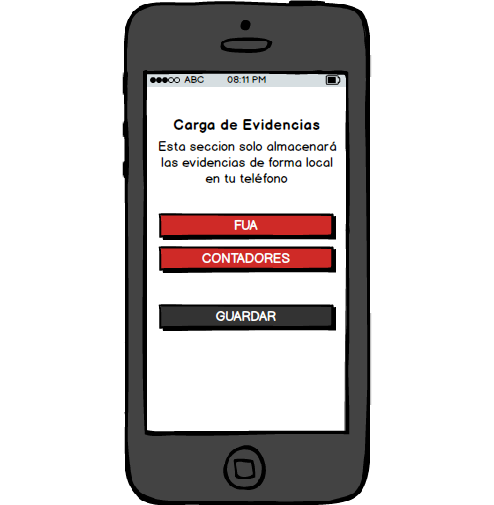 ABC 08:11 PM
Carga de Evidencias
Esta seccion solo almacenará
las evidencias de forma local
en tu teléfono
FUA
CONTADORES
GUARDAR